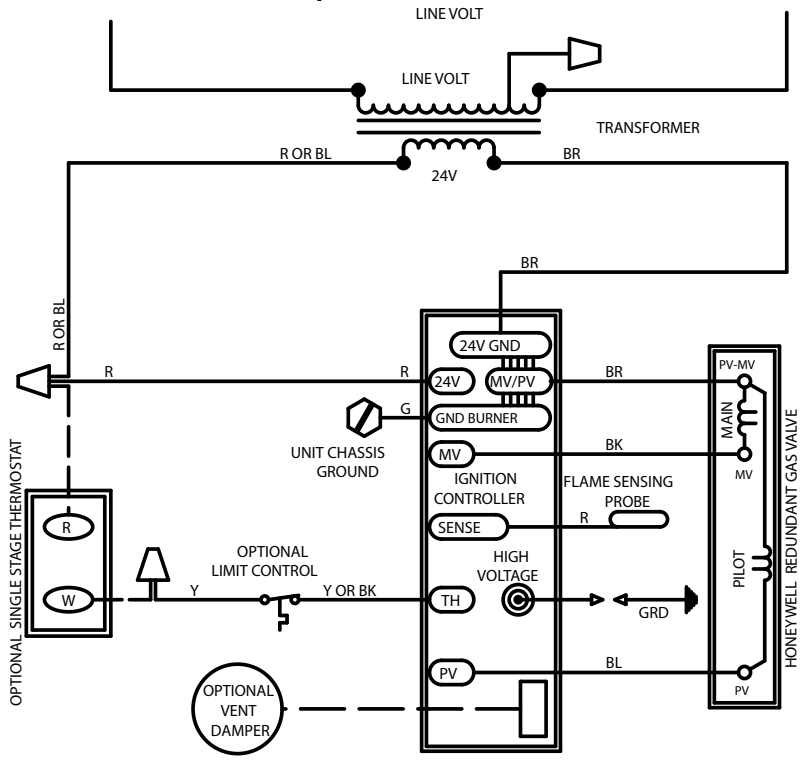 LINE VOLT
LINE VOLT
TRANSFORMER
R OR BL
BR
24V
BR
R OR BL
24V GND
R
R
24V
MV/PV
BR
PV-MV
G
GND BURNER
MAIN
UNIT CHASSIS
GROUND
MV
BK
MV
IGNITION
CONTROLLER
FLAME SENSING
PROBE
R
SENSE
R
OPTIONAL
LIMIT CONTROL
HIGH
VOLTAGE
PILOT
W
Y
Y OR BK
TH
GRD
OPTIONAL SINGLE STAGE THERMOSTAT
HONEYWELL REDUNDANT GAS VALVE
PV
BL
PV
OPTIONAL
VENT
DAMPER